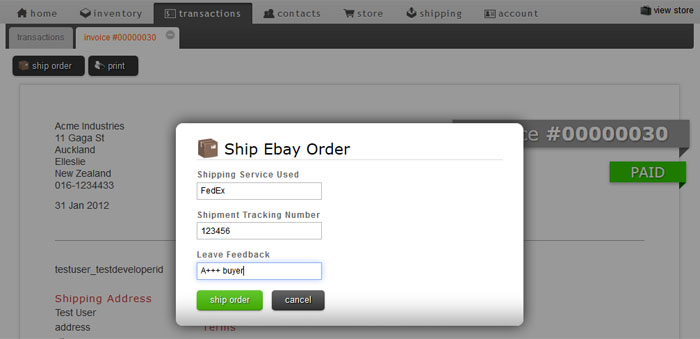 home inventory transactions contacts store shipping account view store
transactions invoice #00000030
ship order print
Acme Industries
11 Gaga St
Auckland
Elleslie
New Zealand
016-1234433
31 Jan 2012
#00000030
PAID
Ship Ebay Order
Shipping Service Used
FedEx
Shipment Tracking Number
123456
Leave Feedback
A+++ buyer
ship order cancel
testuser_testdeveloperid
Shipping Address
Test User
address
Terms